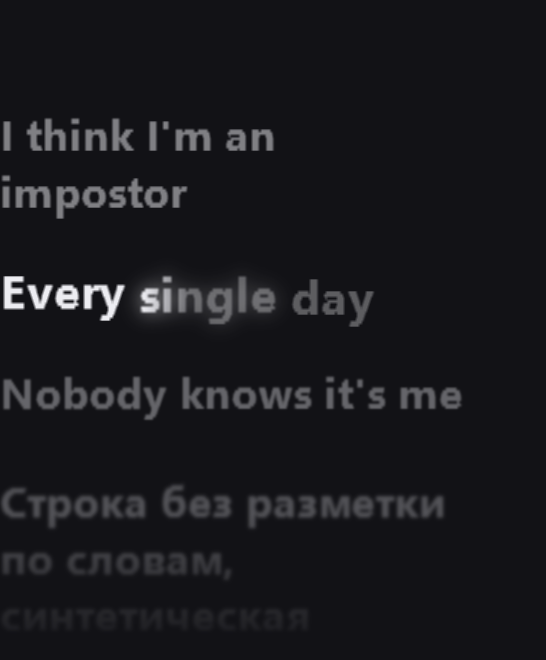 I think I'm an
impostor
Every single day
Nobody knows it's me
Строка без разметки
по словам,
синтетическая